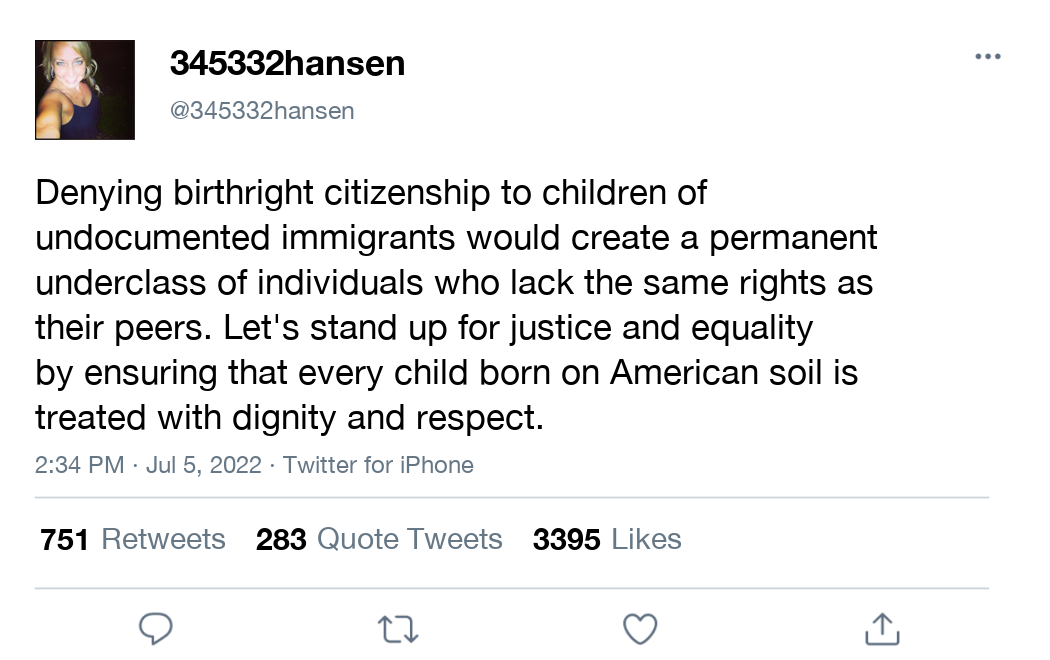 345332hansen
@345332hansen
Denying birthright citizenship to children of
undocumented immigrants would create a permanent
underclass of individuals who lack the same rights as
their peers. Let's stand up for justice and equality
by ensuring that every child born on American soil is
treated with dignity and respect.
2:34 PM · Jul 5, 2022 · Twitter for iPhone
751 Retweets 283 Quote Tweets 3395 Likes